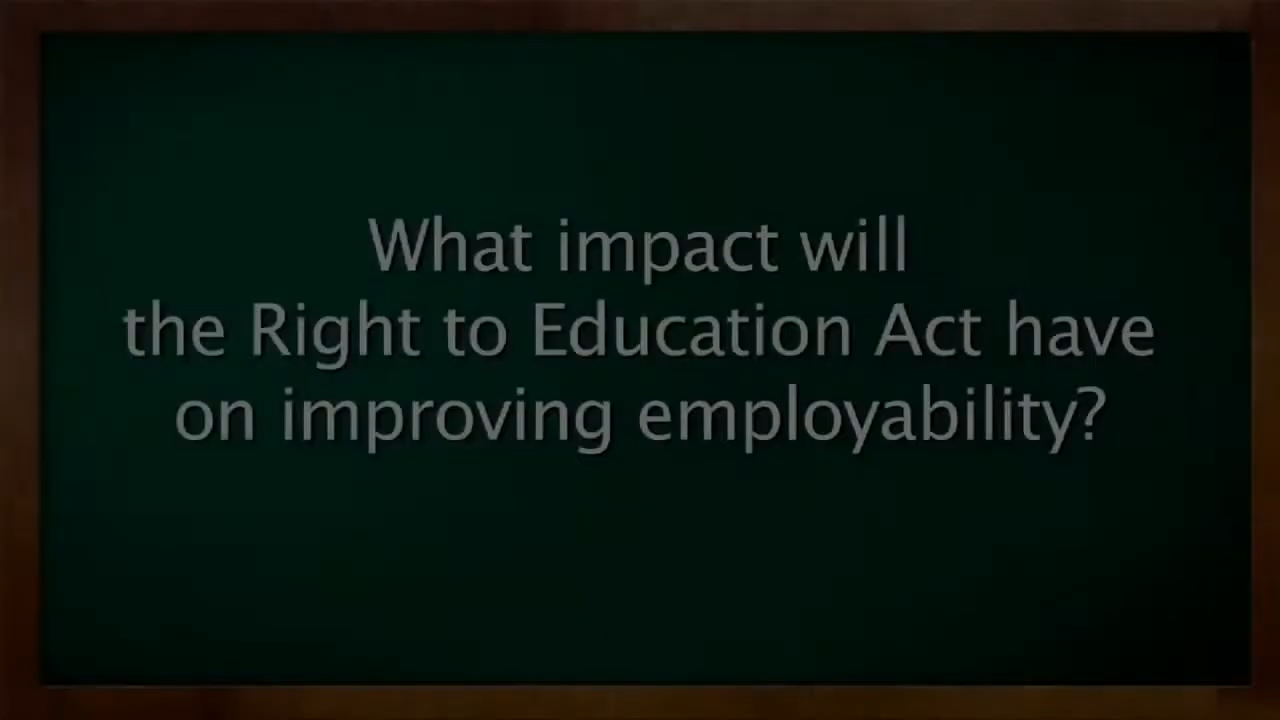 What impact will
the Right to Education Act have
on improving employability?